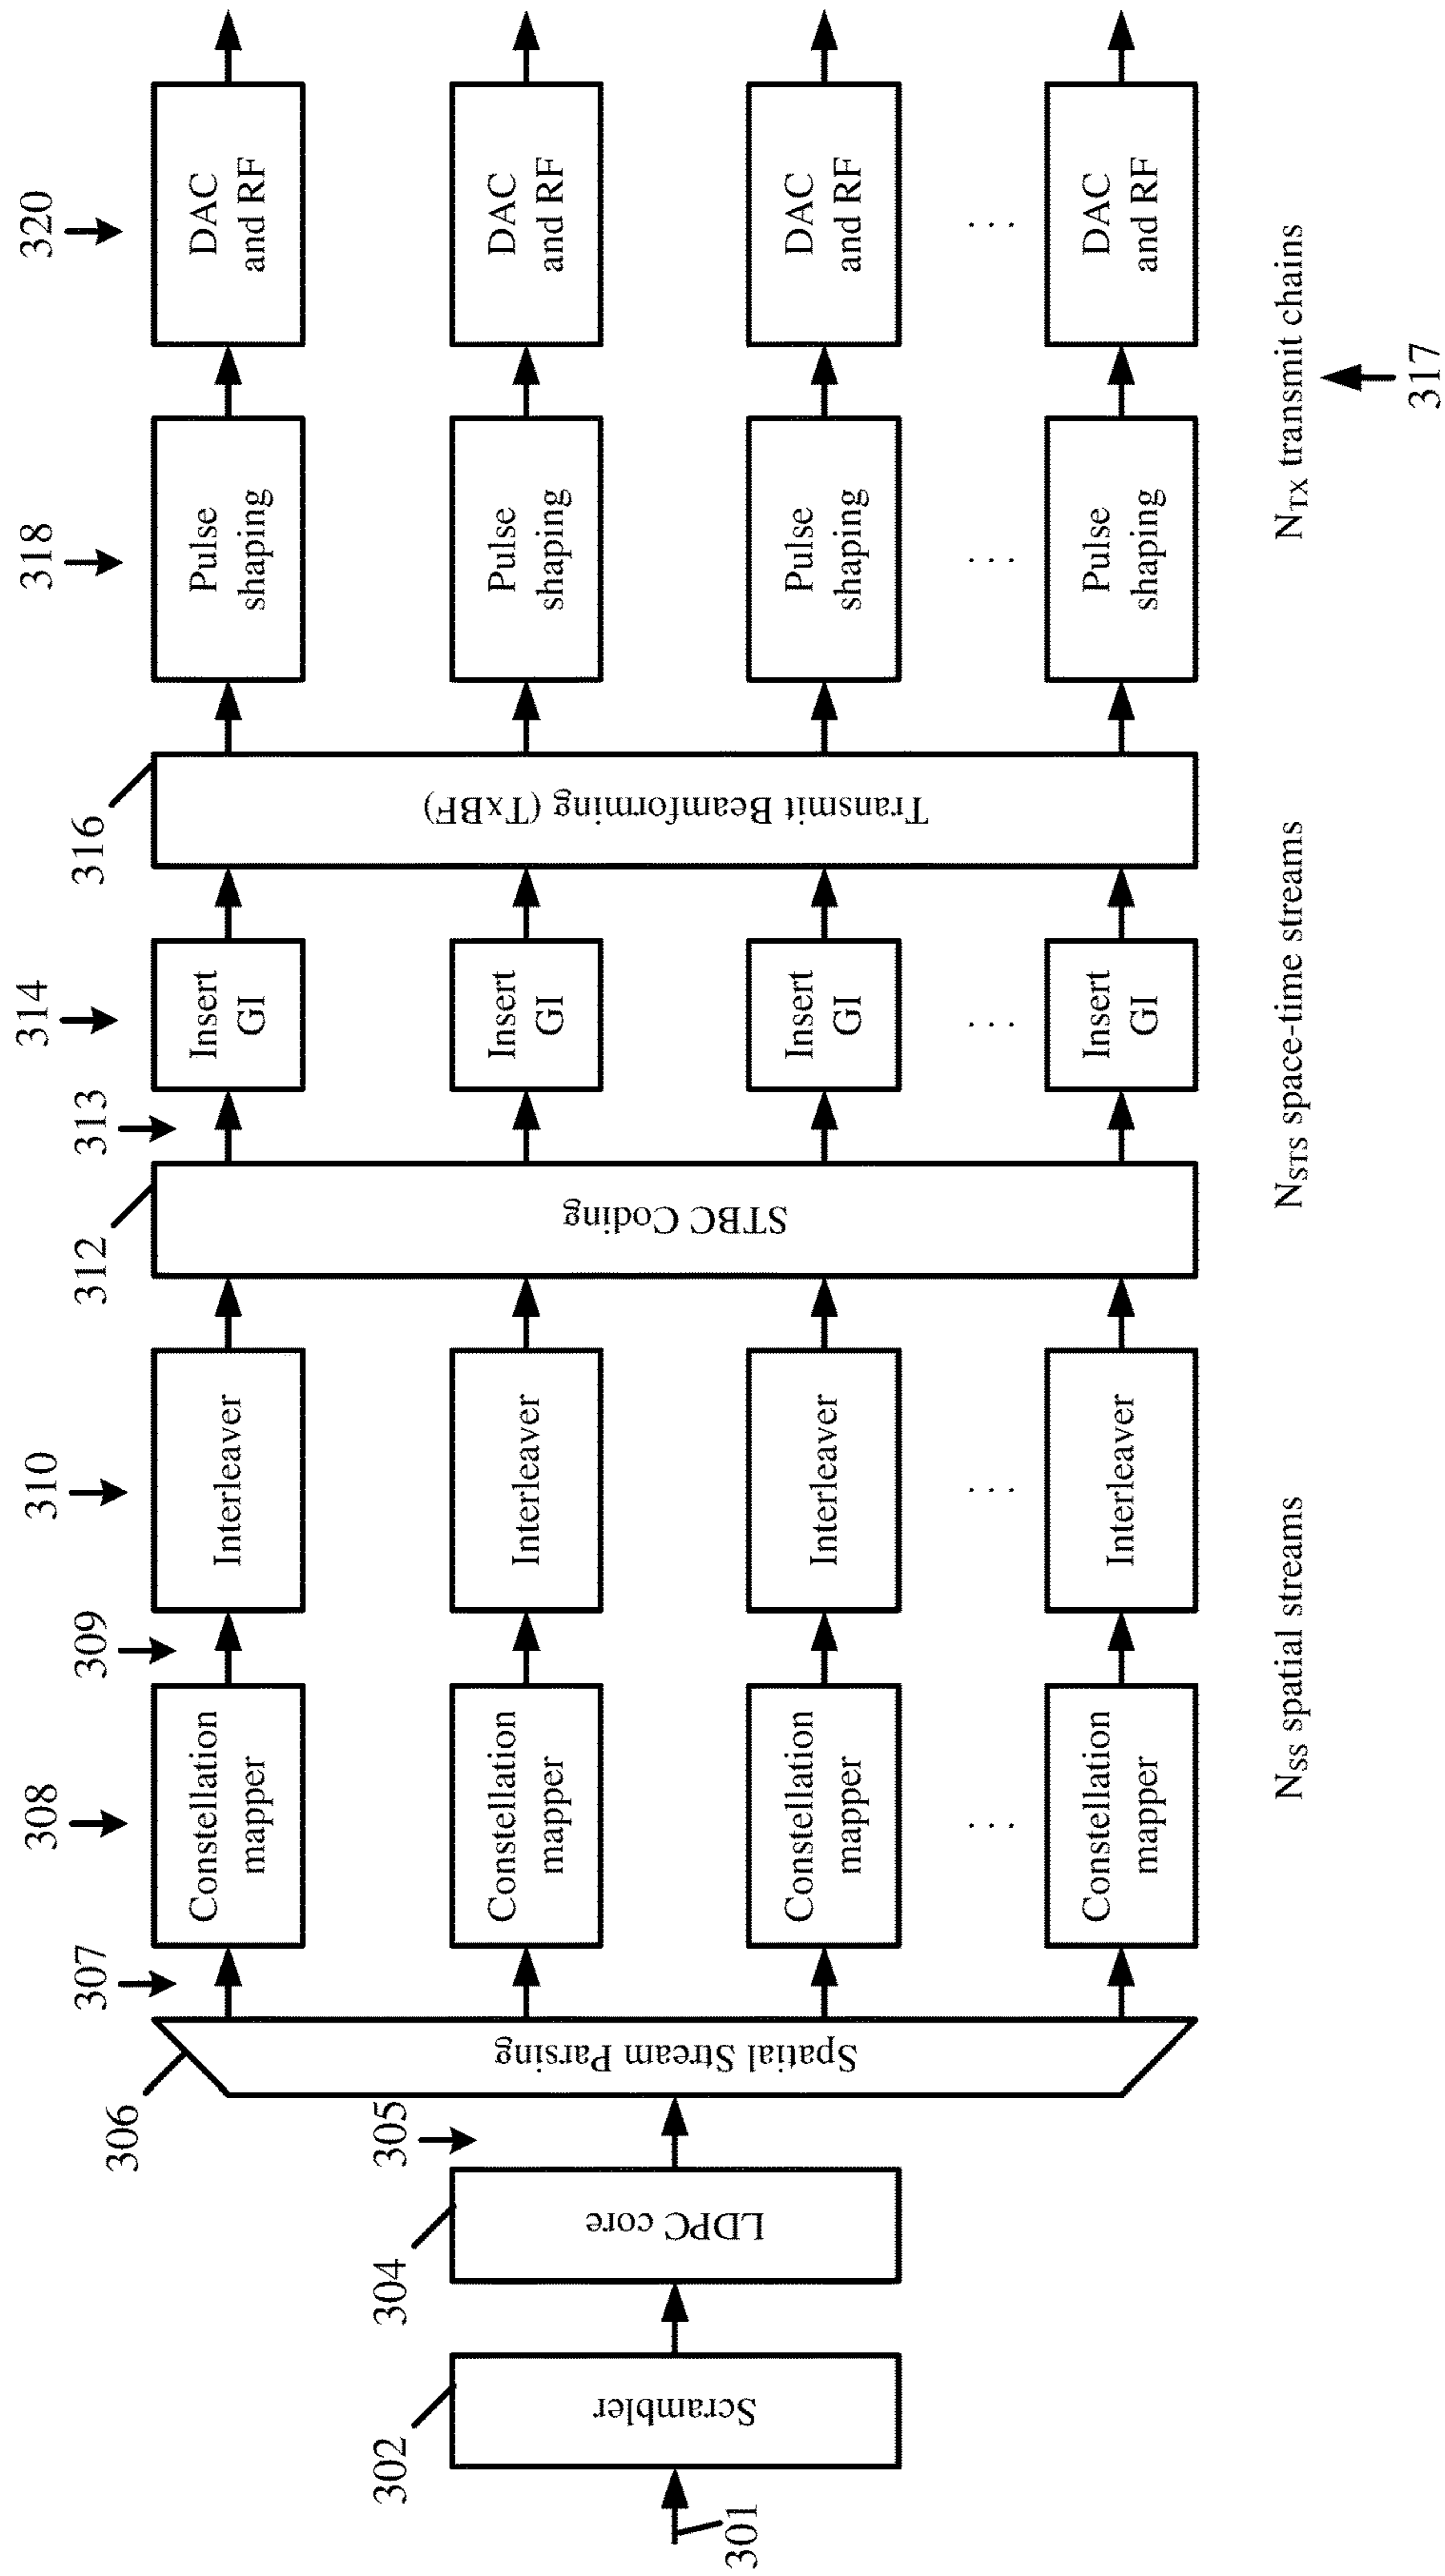 301
302
Scrambler
304
LDPC core
305
306
Spatial Stream Parsing
307
308
Constellation
mapper
Constellation
mapper
Constellation
mapper
...
Constellation
mapper
309
310
Interleaver
Interleaver
Interleaver
...
Interleaver
N_SS spatial streams
312
STBC Coding
313
314
Insert
GI
Insert
GI
Insert
GI
...
Insert
GI
N_STS space-time streams
316
Transmit Beamforming (TxBF)
318
Pulse
shaping
Pulse
shaping
Pulse
shaping
...
Pulse
shaping
320
DAC
and RF
DAC
and RF
DAC
and RF
...
DAC
and RF
N_TX transmit chains
317